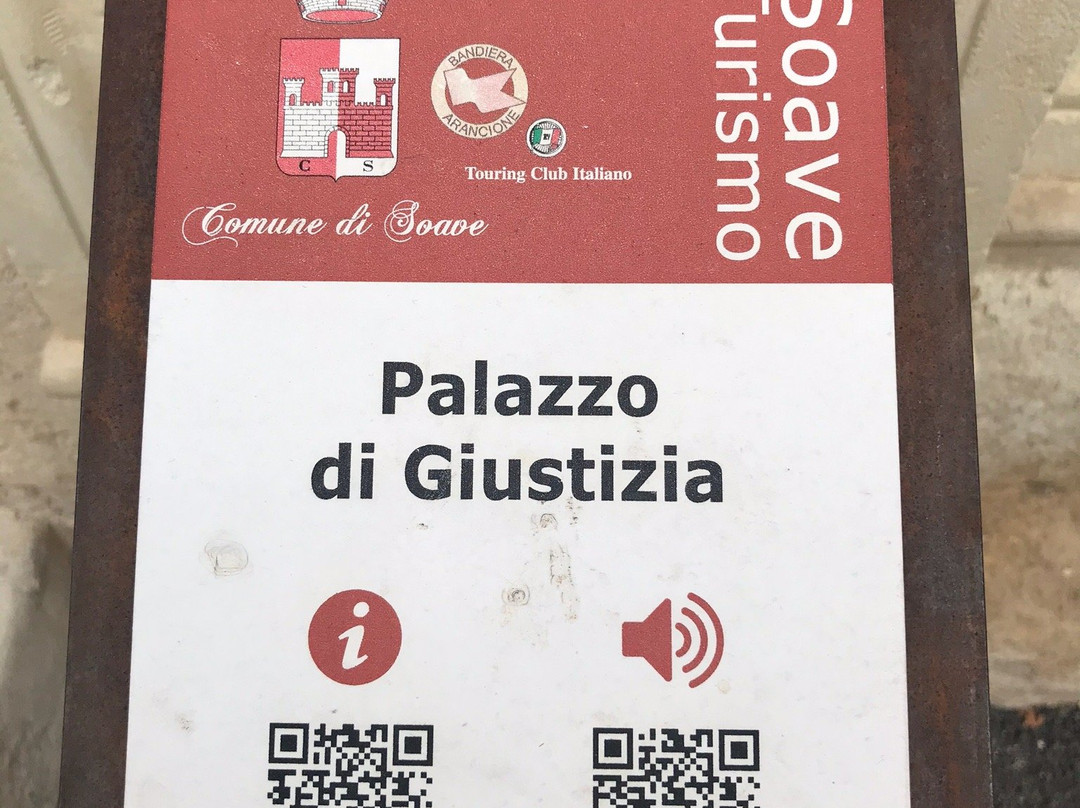 C S
BANDIERA
ARANCIONE
Touring Club Italiano
Comune di Soave
Soave
Turismo
Palazzo
di Giustizia
i